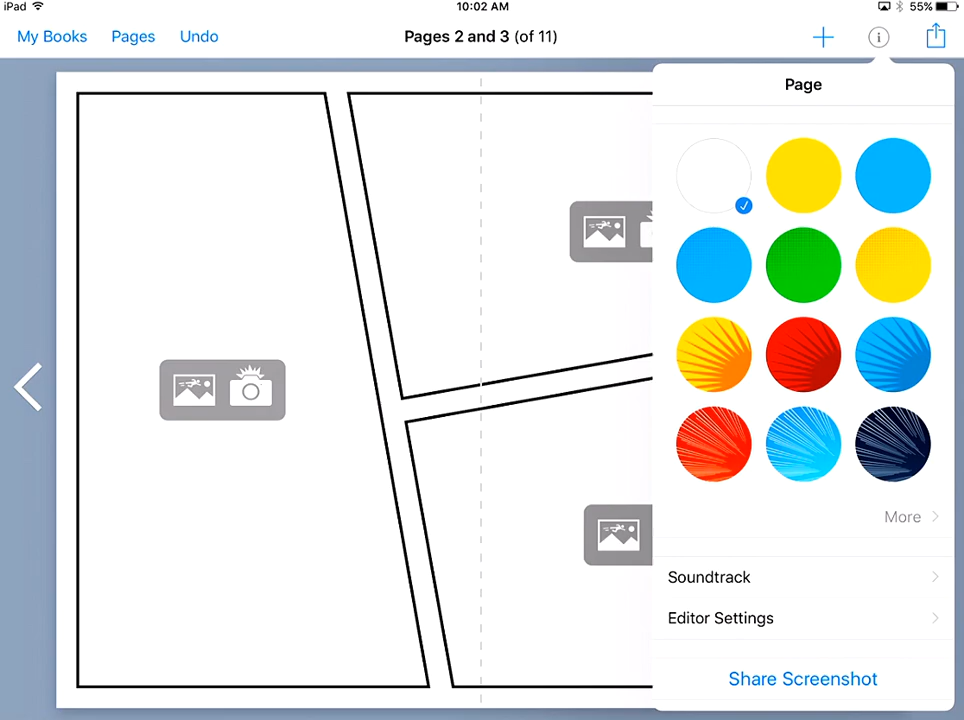 iPad 10:02 AM 55%
My Books Pages Undo Pages 2 and 3 (of 11)
Page
More
Soundtrack
Editor Settings
Share Screenshot